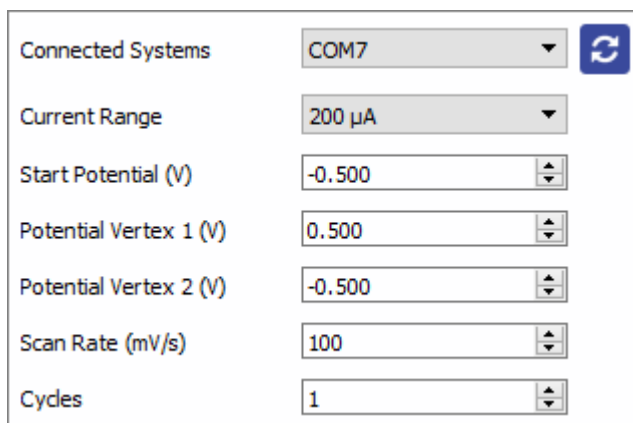 Connected Systems COM7
Current Range 200 µA
Start Potential (V) -0.500
Potential Vertex 1 (V) 0.500
Potential Vertex 2 (V) -0.500
Scan Rate (mV/s) 100
Cycles 1